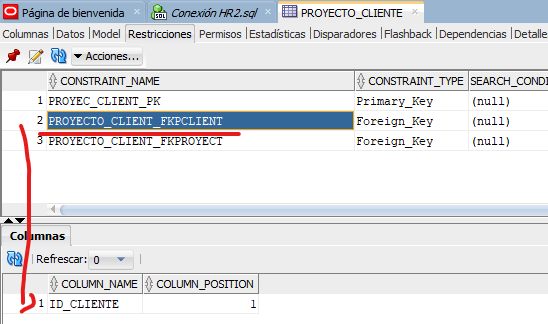 Página de bienvenida Conexión HR2.sql PROYECTO_CLIENTE
Columnas Datos Model Restricciones Permisos Estadísticas Disparadores Flashback Dependencias Detalle
Acciones...
CONSTRAINT_NAME CONSTRAINT_TYPE SEARCH_CONDI
1 PROYEC_CLIENT_PK Primary_Key (null)
2 PROYECTO_CLIENT_FKPCLIENT Foreign_Key (null)
3 PROYECTO_CLIENT_FKPROYECT Foreign_Key (null)
Columnas
Refrescar: 0
COLUMN_NAME COLUMN_POSITION
1 ID_CLIENTE 1